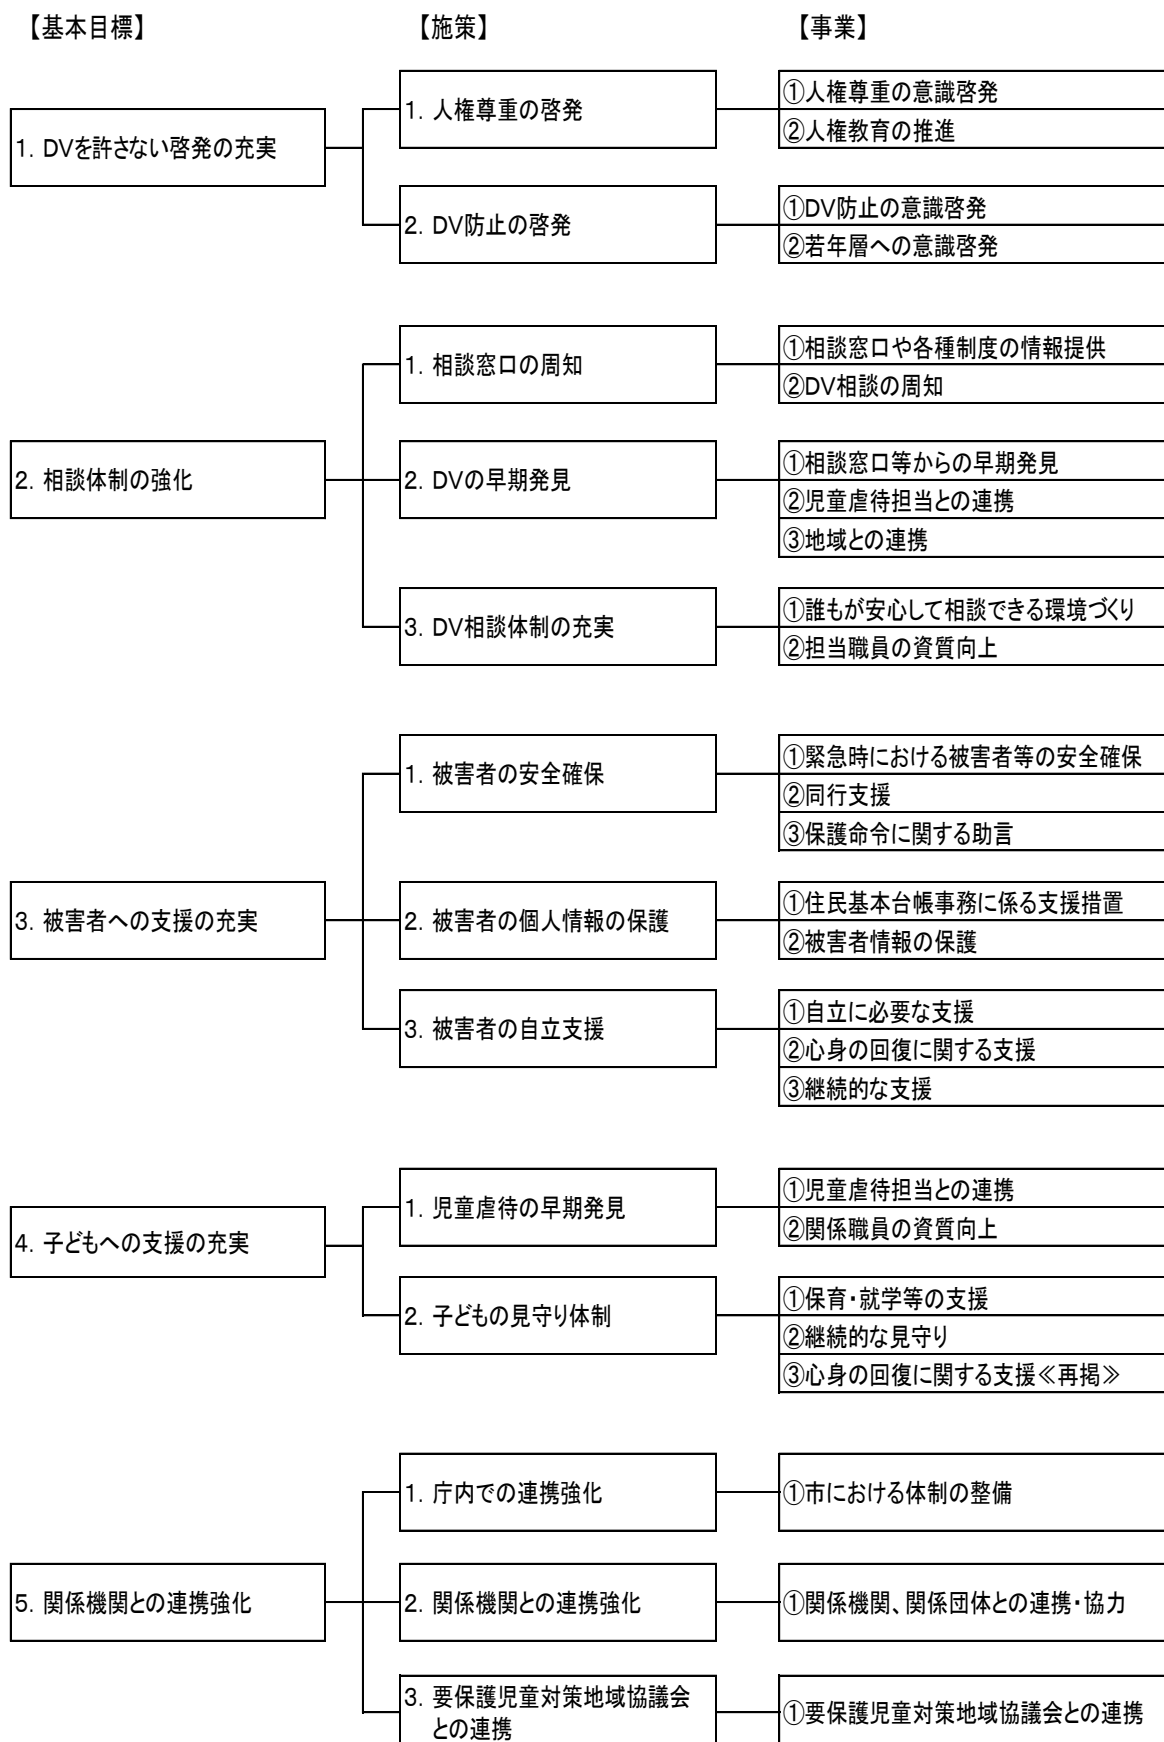 【基本目標】
【施策】
【事業】
1. DVを許さない啓発の充実
1. 人権尊重の啓発
①人権尊重の意識啓発
②人権教育の推進
2. DV防止の啓発
①DV防止の意識啓発
②若年層への意識啓発
2. 相談体制の強化
1. 相談窓口の周知
①相談窓口や各種制度の情報提供
②DV相談の周知
2. DVの早期発見
①相談窓口等からの早期発見
②児童虐待担当との連携
③地域との連携
3. DV相談体制の充実
①誰もが安心して相談できる環境づくり
②担当職員の資質向上
3. 被害者への支援の充実
1. 被害者の安全確保
①緊急時における被害者等の安全確保
②同行支援
③保護命令に関する助言
2. 被害者の個人情報の保護
①住民基本台帳事務に係る支援措置
②被害者情報の保護
3. 被害者の自立支援
①自立に必要な支援
②心身の回復に関する支援
③継続的な支援
4. 子どもへの支援の充実
1. 児童虐待の早期発見
①児童虐待担当との連携
②関係職員の資質向上
2. 子どもの見守り体制
①保育・就学等の支援
②継続的な見守り
③心身の回復に関する支援≪再掲≫
5. 関係機関との連携強化
1. 庁内での連携強化
①市における体制の整備
2. 関係機関との連携強化
①関係機関、関係団体との連携・協力
3. 要保護児童対策地域協議会
との連携
①要保護児童対策地域協議会との連携